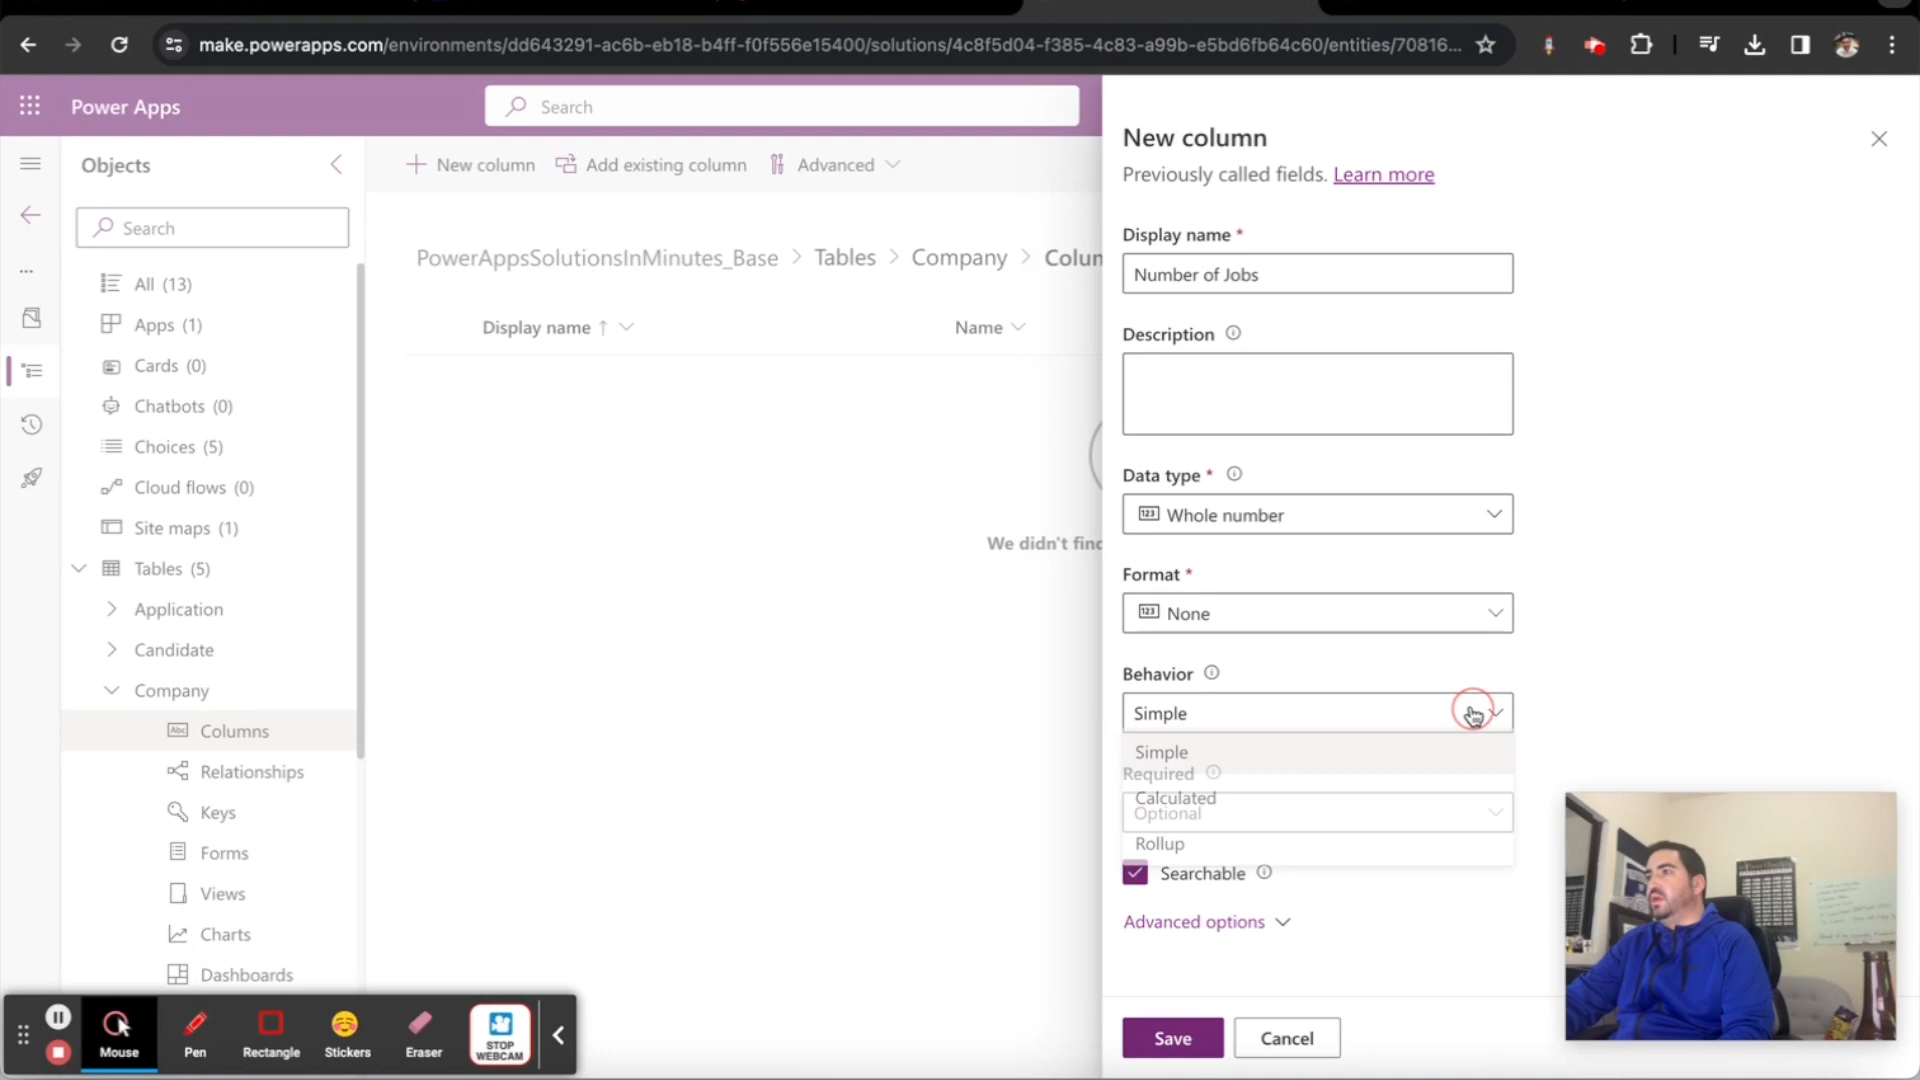 make.powerapps.com/environments/dd643291-ac6b-eb18-b4ff-f0f556e15400/solutions/4c8f5d04-f385-4c83-a99b-e5bd6fb64c60/entities/70816...
Power Apps
Search
Objects
Search
All (13)
Apps (1)
Cards (0)
Chatbots (0)
Choices (5)
Cloud flows (0)
Site maps (1)
Tables (5)
Application
Candidate
Company
Columns
Relationships
Keys
Forms
Views
Charts
Dashboards
New column
Add existing column
Advanced
PowerAppsSolutionsInMinutes_Base > Tables > Company > Colun
Display name ↑
Name
We didn't find
New column
Previously called fields. Learn more
Display name *
Number of Jobs
Description
Data type *
123 Whole number
Format *
123 None
Behavior
Simple
Simple
Required
Calculated
Optional
Rollup
Searchable
Advanced options
Save
Cancel
Mouse
Pen
Rectangle
Stickers
Eraser
STOP
WEBCAM